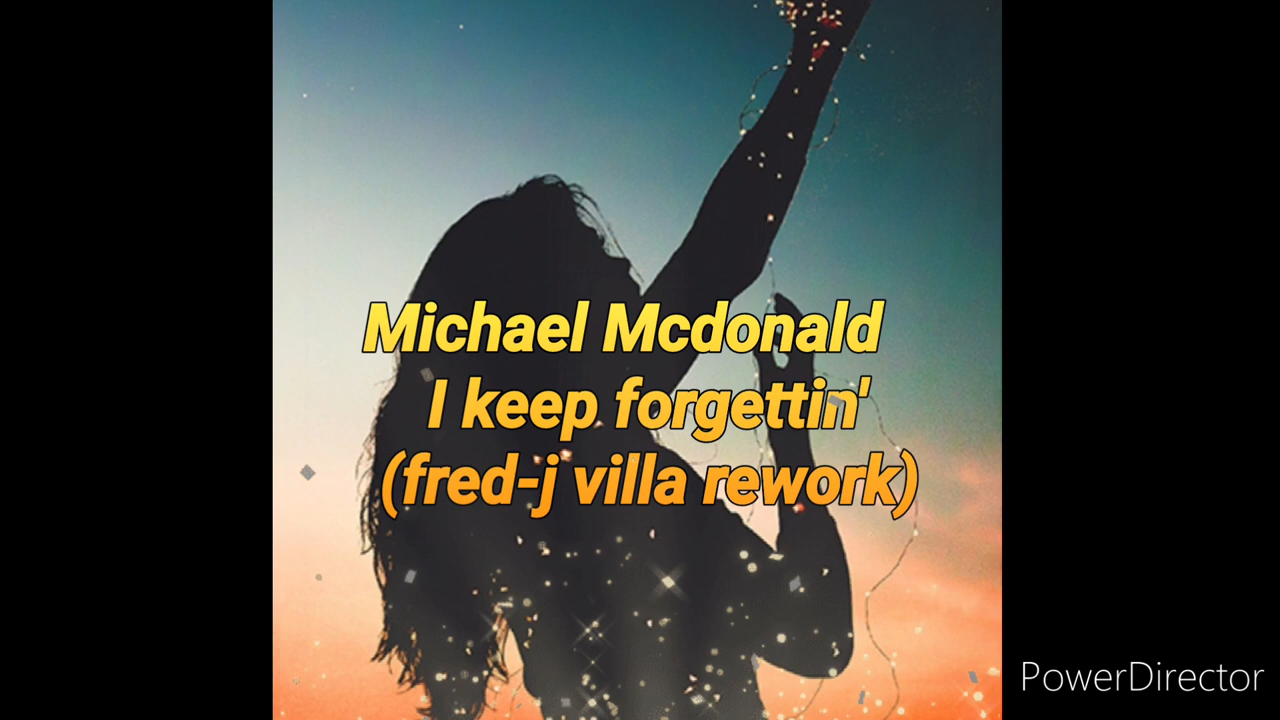 Michael Mcdonald
I keep forgettin'
(fred-j villa rework)
PowerDirector